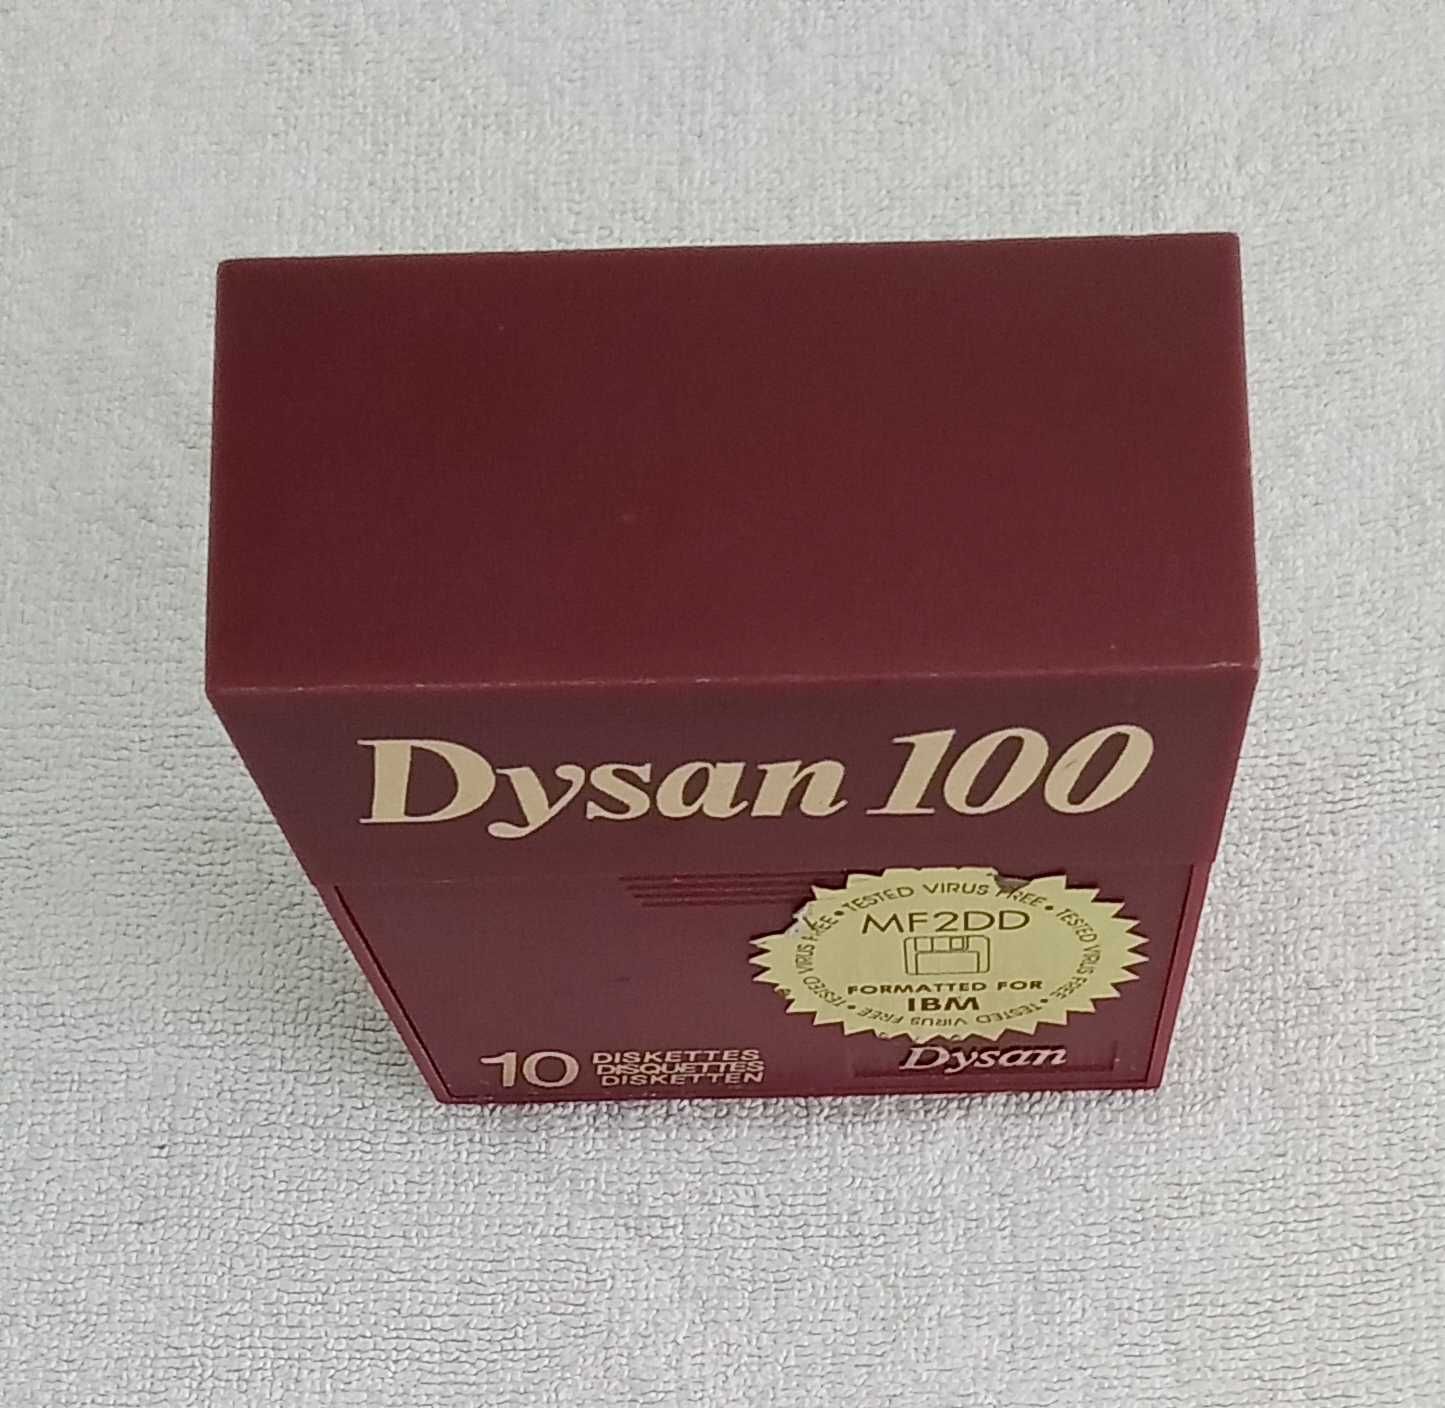 Dysan 100
TESTED VIRUS FREE • TESTED VIRUS FREE • TESTED VIRUS FREE • TESTED VIRUS FREE •
MF2DD
FORMATTED FOR
IBM
10 DISKETTES
DISQUETTES
DISKETTEN
Dysan